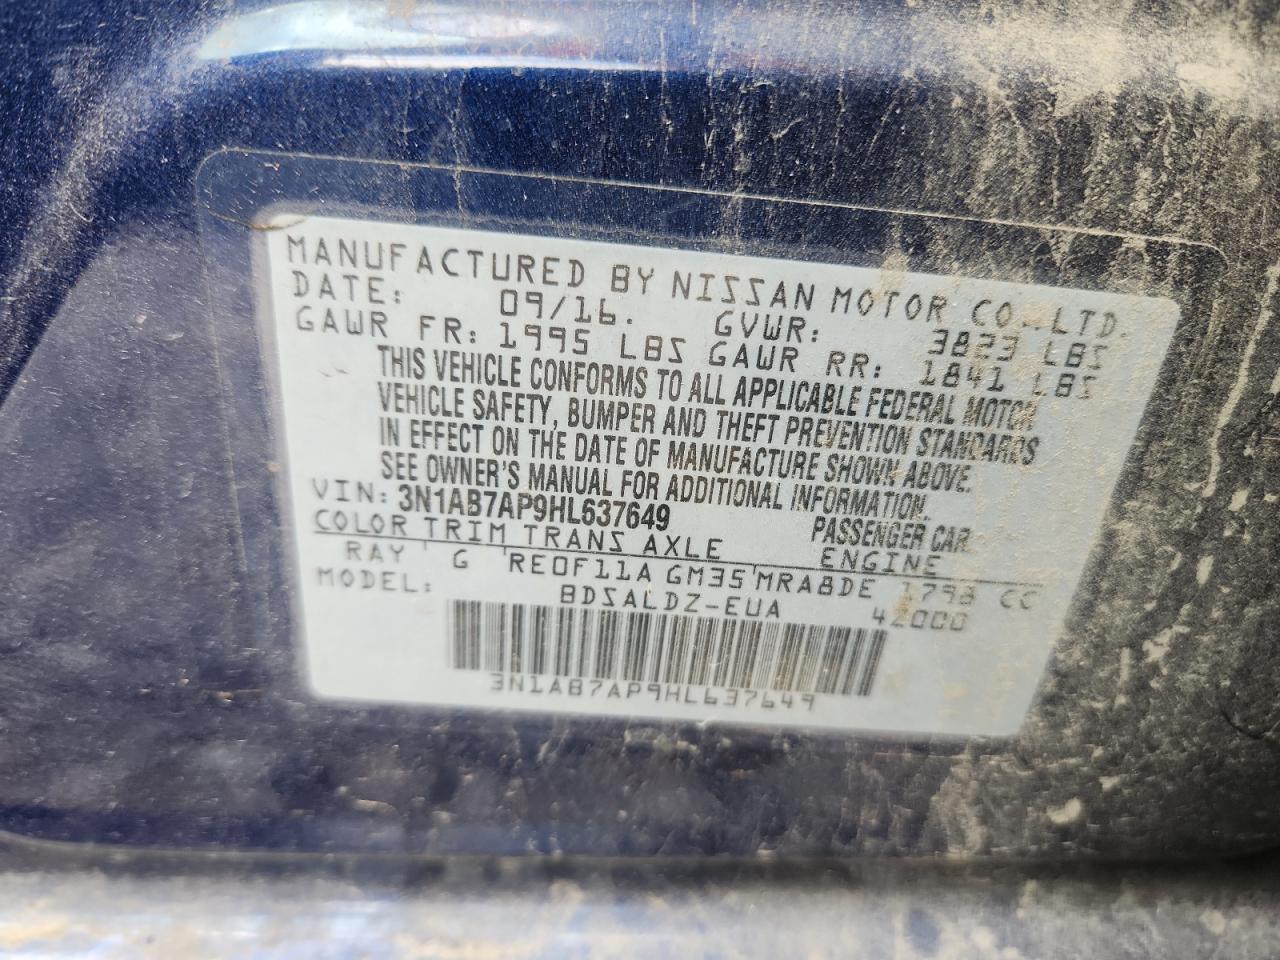 MANUFACTURED BY NISSAN MOTOR CO., LTD.
DATE: 09/16. GVWR: 3823 LBS
GAWR FR: 1995 LBS GAWR RR: 1841 LBS
THIS VEHICLE CONFORMS TO ALL APPLICABLE FEDERAL MOTOR
VEHICLE SAFETY, BUMPER AND THEFT PREVENTION STANDARDS
IN EFFECT ON THE DATE OF MANUFACTURE SHOWN ABOVE.
SEE OWNER'S MANUAL FOR ADDITIONAL INFORMATION.
VIN: 3N1AB7AP9HL637649 PASSENGER CAR
COLOR TRIM TRANS AXLE ENGINE
RAY G RE0F11A GM35 MRA8DE 1798 CC
MODEL: BDSALDZ-EUA 42000
3N1AB7AP9HL637649